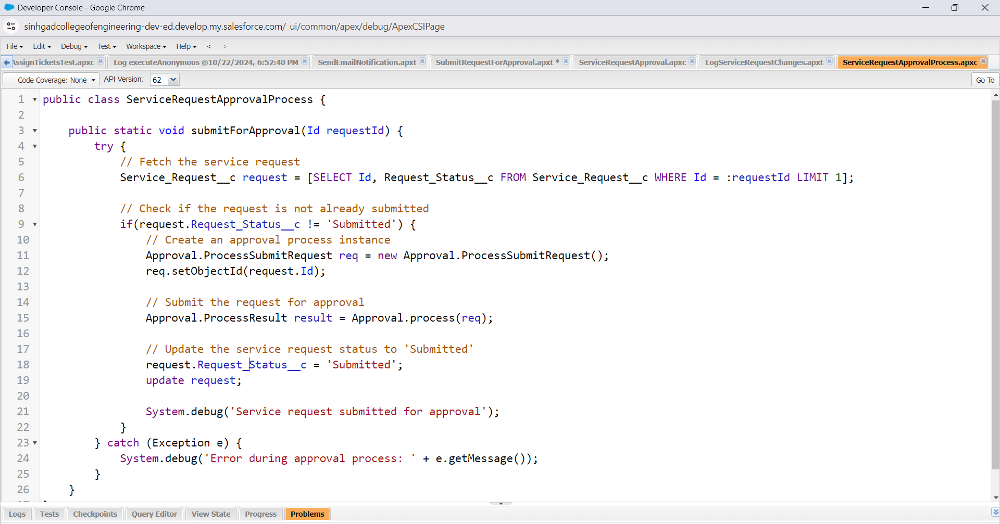 Developer Console - Google Chrome
sinhgadcollegeofengineering-dev-ed.develop.my.salesforce.com/_ui/common/apex/debug/ApexCSIPage
File Edit Debug Test Workspace Help < >
AssignTicketsTest.apxc Log executeAnonymous @10/22/2024, 6:52:40 PM SendEmailNotification.apxt SubmitRequestForApproval.apxt * ServiceRequestApproval.apxc LogServiceRequestChanges.apxt ServiceRequestApprovalProcess.apxc
Code Coverage: None API Version: 62 Go To
1 public class ServiceRequestApprovalProcess {
2
3 public static void submitForApproval(Id requestId) {
4 try {
5 // Fetch the service request
6 Service_Request__c request = [SELECT Id, Request_Status__c FROM Service_Request__c WHERE Id = :requestId LIMIT 1];
7
8 // Check if the request is not already submitted
9 if(request.Request_Status__c != 'Submitted') {
10 // Create an approval process instance
11 Approval.ProcessSubmitRequest req = new Approval.ProcessSubmitRequest();
12 req.setObjectId(request.Id);
13
14 // Submit the request for approval
15 Approval.ProcessResult result = Approval.process(req);
16
17 // Update the service request status to 'Submitted'
18 request.Request_Status__c = 'Submitted';
19 update request;
20
21 System.debug('Service request submitted for approval');
22 }
23 } catch (Exception e) {
24 System.debug('Error during approval process: ' + e.getMessage());
25 }
26 }
Logs Tests Checkpoints Query Editor View State Progress Problems